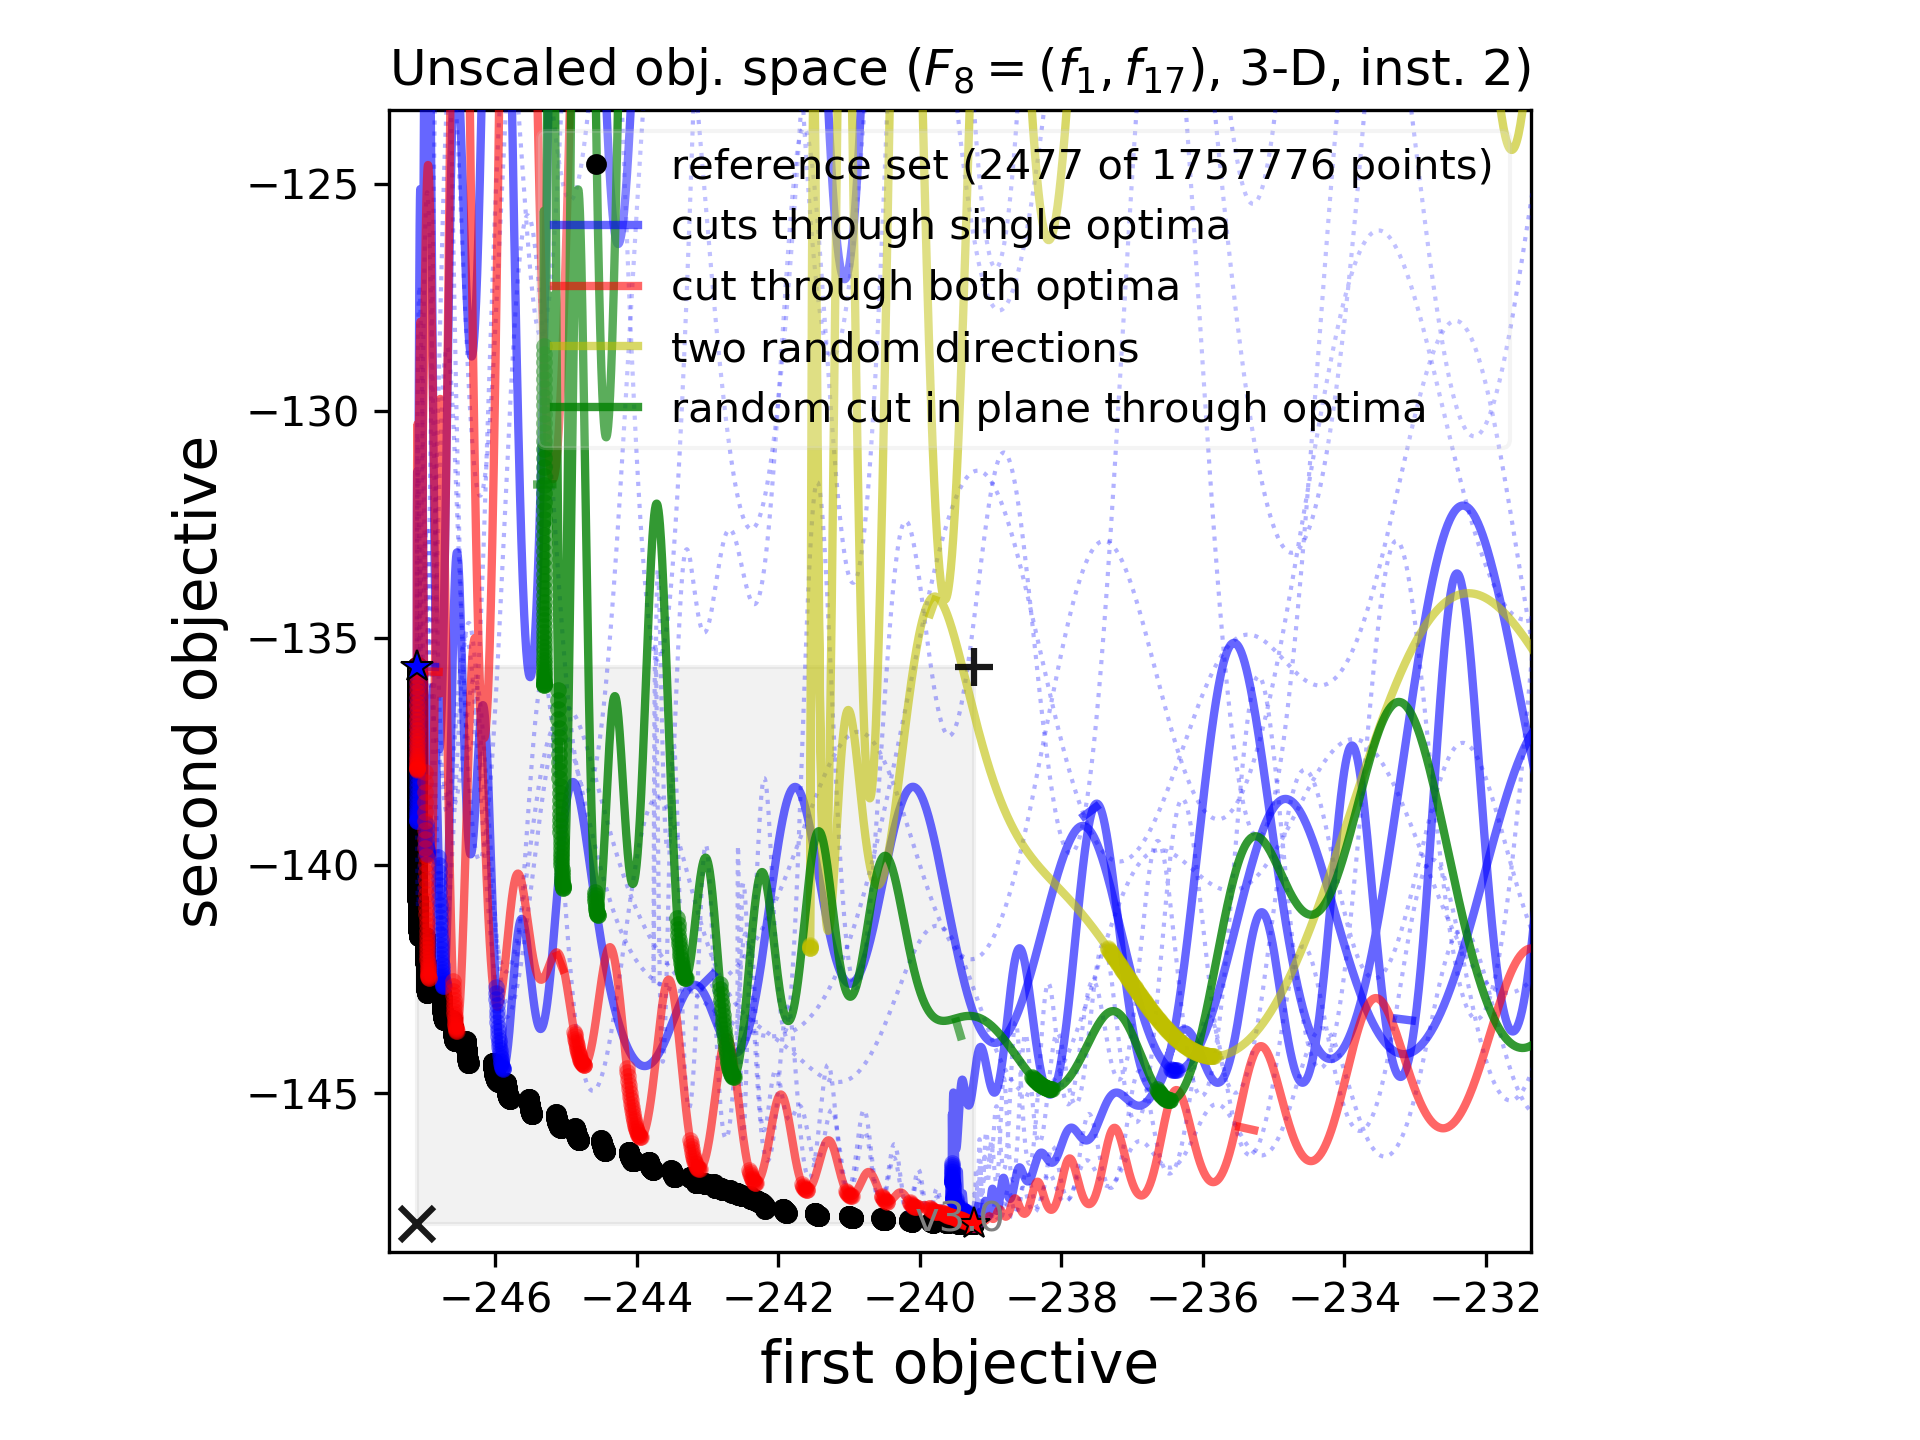 Unscaled obj. space (F₈ = (f₁, f₁₇), 3-D, inst. 2)
reference set (2477 of 1757776 points)
cuts through single optima
cut through both optima
two random directions
random cut in plane through optima
second objective
−125
−130
−135
−140
−145
v3.0
−246 −244 −242 −240 −238 −236 −234 −232
first objective